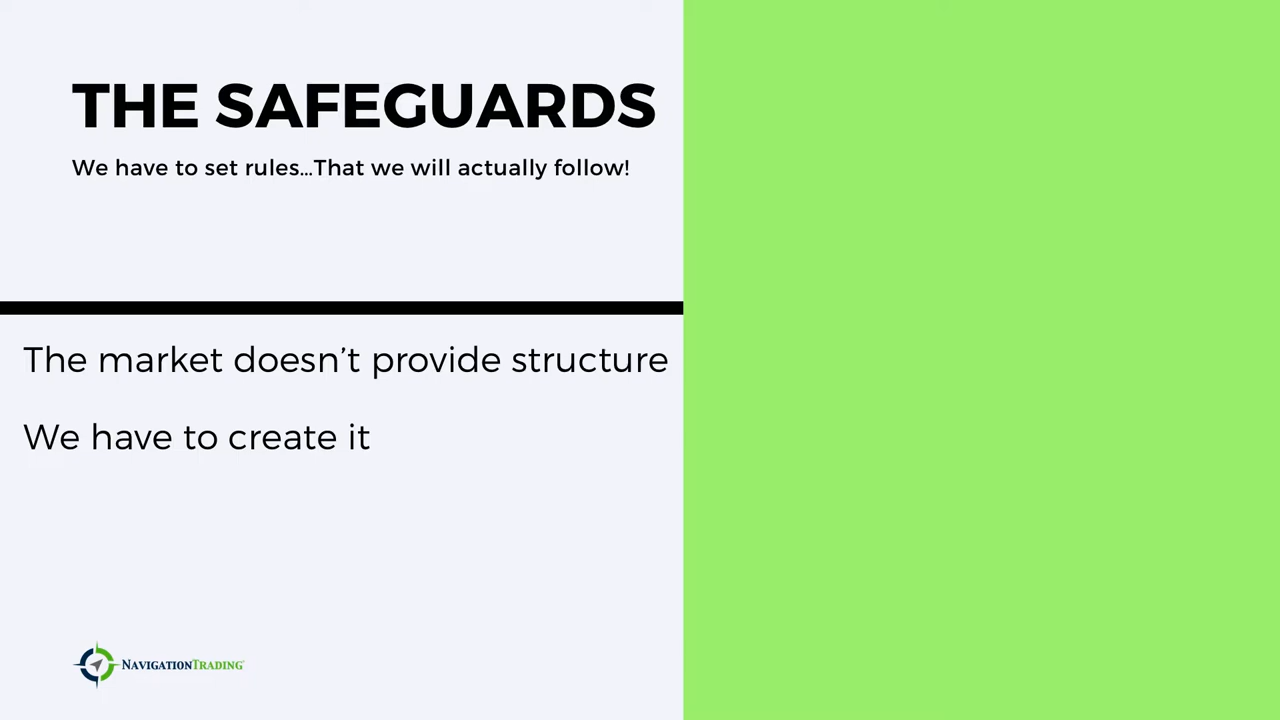 THE SAFEGUARDS
We have to set rules...That we will actually follow!
The market doesn’t provide structure
We have to create it
NAVIGATIONTRADING